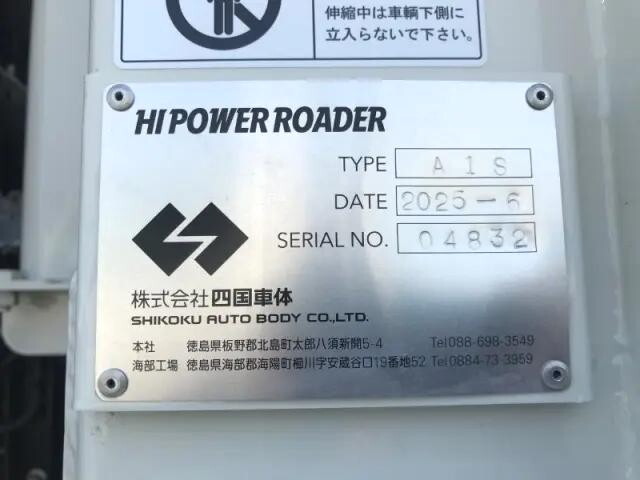 伸縮中は車輌下側に
立入らないで下さい。
HI POWER ROADER
TYPE A1S
DATE 2025-6
SERIAL NO. 04832
株式会社四国車体
SHIKOKU AUTO BODY CO.,LTD.
本社 徳島県板野郡北島町太郎八須新開5-4 Tel088-698-3549
海部工場 徳島県海部郡海陽町櫛川字安蔵谷口19番地52 Tel0884-73-3959